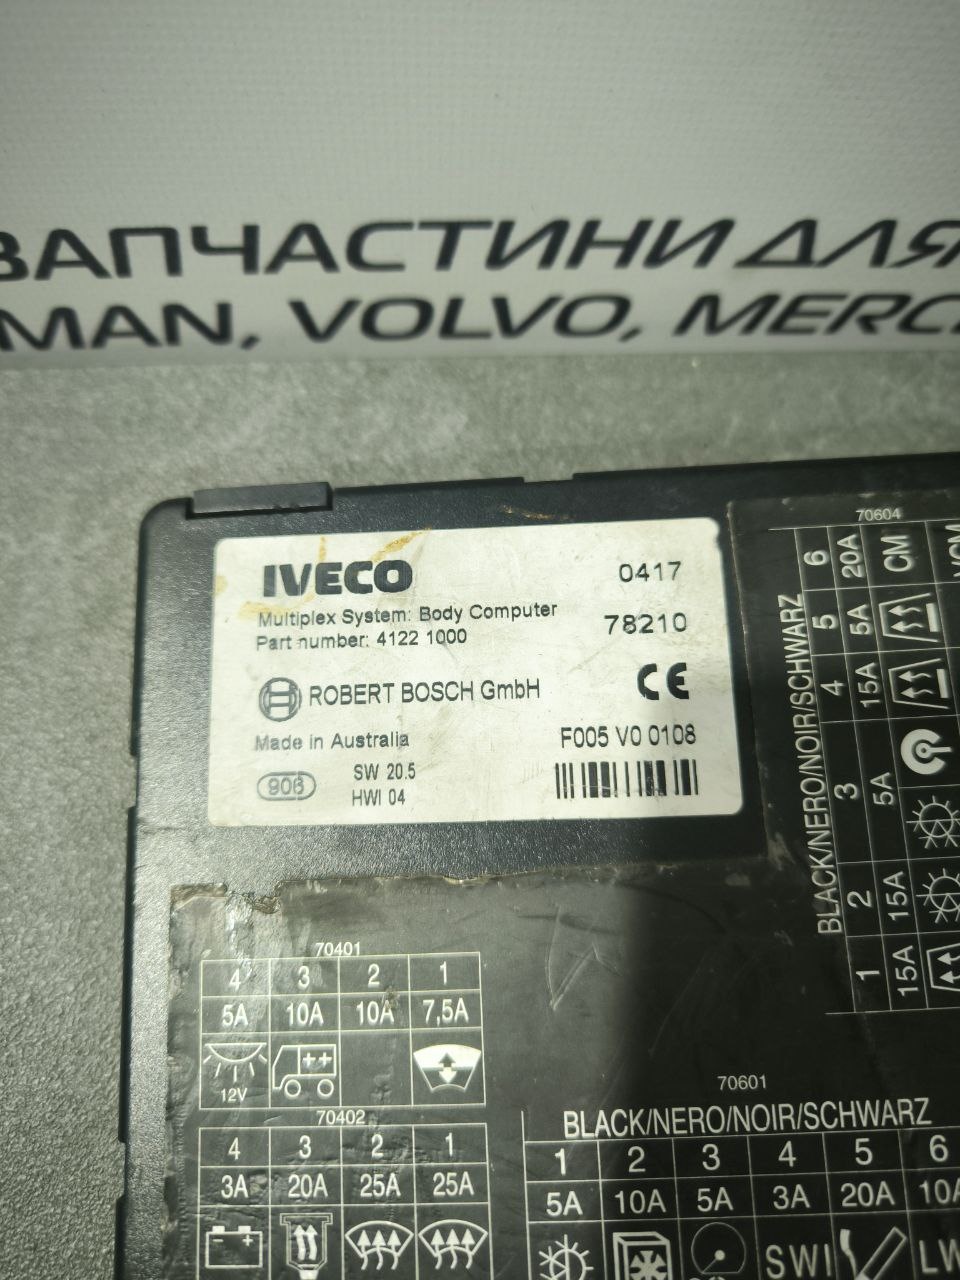 ЗАПЧАСТИНИ ДЛЯ
MAN, VOLVO, MERC
IVECO 0417
Multiplex System: Body Computer 78210
Part number: 4122 1000
ROBERT BOSCH GmbH CE
Made in Australia F005 V0 0108
906 SW 20.5
HWI 04
70604
BLACK/NERO/NOIR/SCHWARZ
1 2 3 4 5 6
15A 15A 5A 15A 5A 20A
CM
70401
4 3 2 1
5A 10A 10A 7,5A
12V
70402
4 3 2 1
3A 20A 25A 25A
70601
BLACK/NERO/NOIR/SCHWARZ
1 2 3 4 5 6
5A 10A 5A 3A 20A 10A
SWI LW